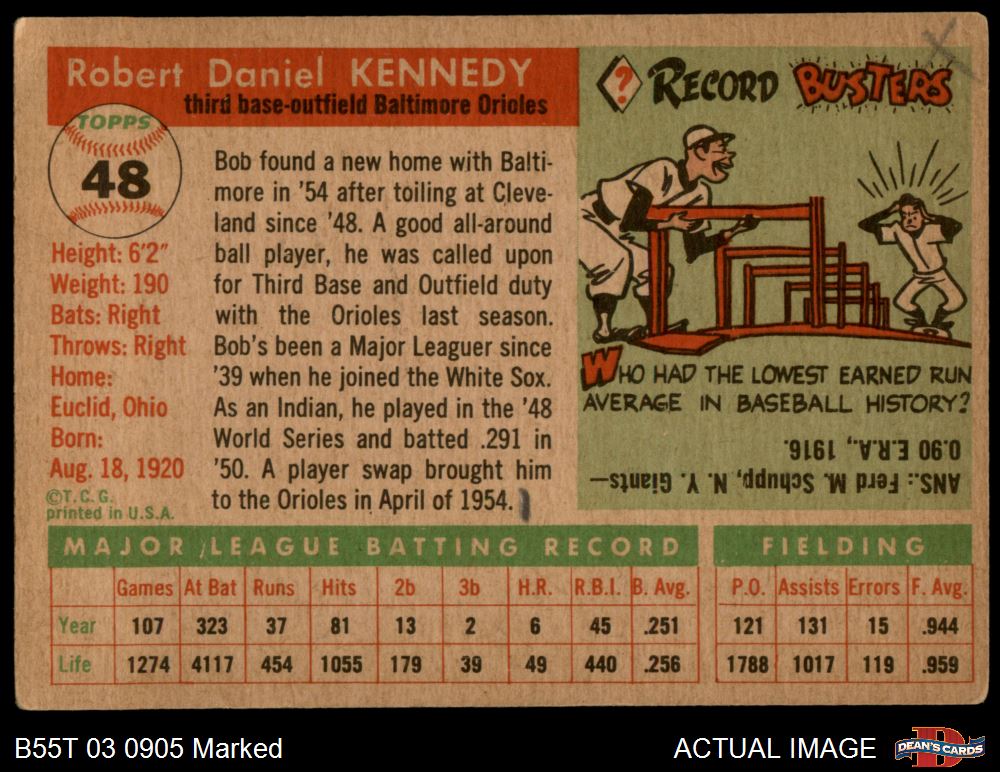 Robert Daniel KENNEDY
third base-outfield Baltimore Orioles
TOPPS
48
Height: 6'2"
Weight: 190
Bats: Right
Throws: Right
Home:
Euclid, Ohio
Born:
Aug. 18, 1920
©T.C.G.
printed in U.S.A.
Bob found a new home with Balti-
more in '54 after toiling at Cleve-
land since '48. A good all-around
ball player, he was called upon
for Third Base and Outfield duty
with the Orioles last season.
Bob's been a Major Leaguer since
'39 when he joined the White Sox.
As an Indian, he played in the '48
World Series and batted .291 in
'50. A player swap brought him
to the Orioles in April of 1954.
? RECORD BUSTERS
WHO HAD THE LOWEST EARNED RUN
AVERAGE IN BASEBALL HISTORY?
ANS.: Ferd M. Schupp, N. Y. Giants—
0.90 E.R.A., 1916.
MAJOR LEAGUE BATTING RECORD FIELDING
Games At Bat Runs Hits 2b 3b H.R. R.B.I. B. Avg. P.O. Assists Errors F. Avg.
Year 107 323 37 81 13 2 6 45 .251 121 131 15 .944
Life 1274 4117 454 1055 179 39 49 440 .256 1788 1017 119 .959
B55T 03 0905 Marked
ACTUAL IMAGE
DEAN'S CARDS